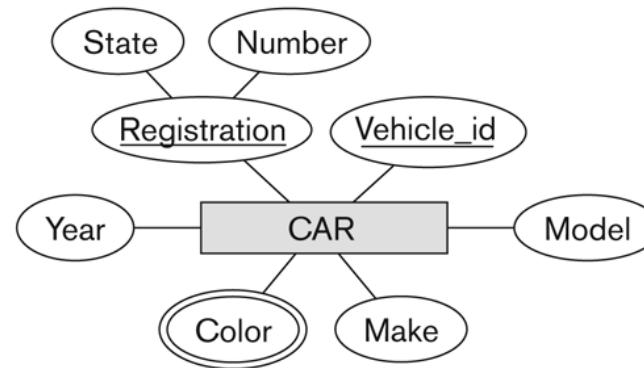 State
Number
Registration
Vehicle_id
Year
CAR
Model
Color
Make